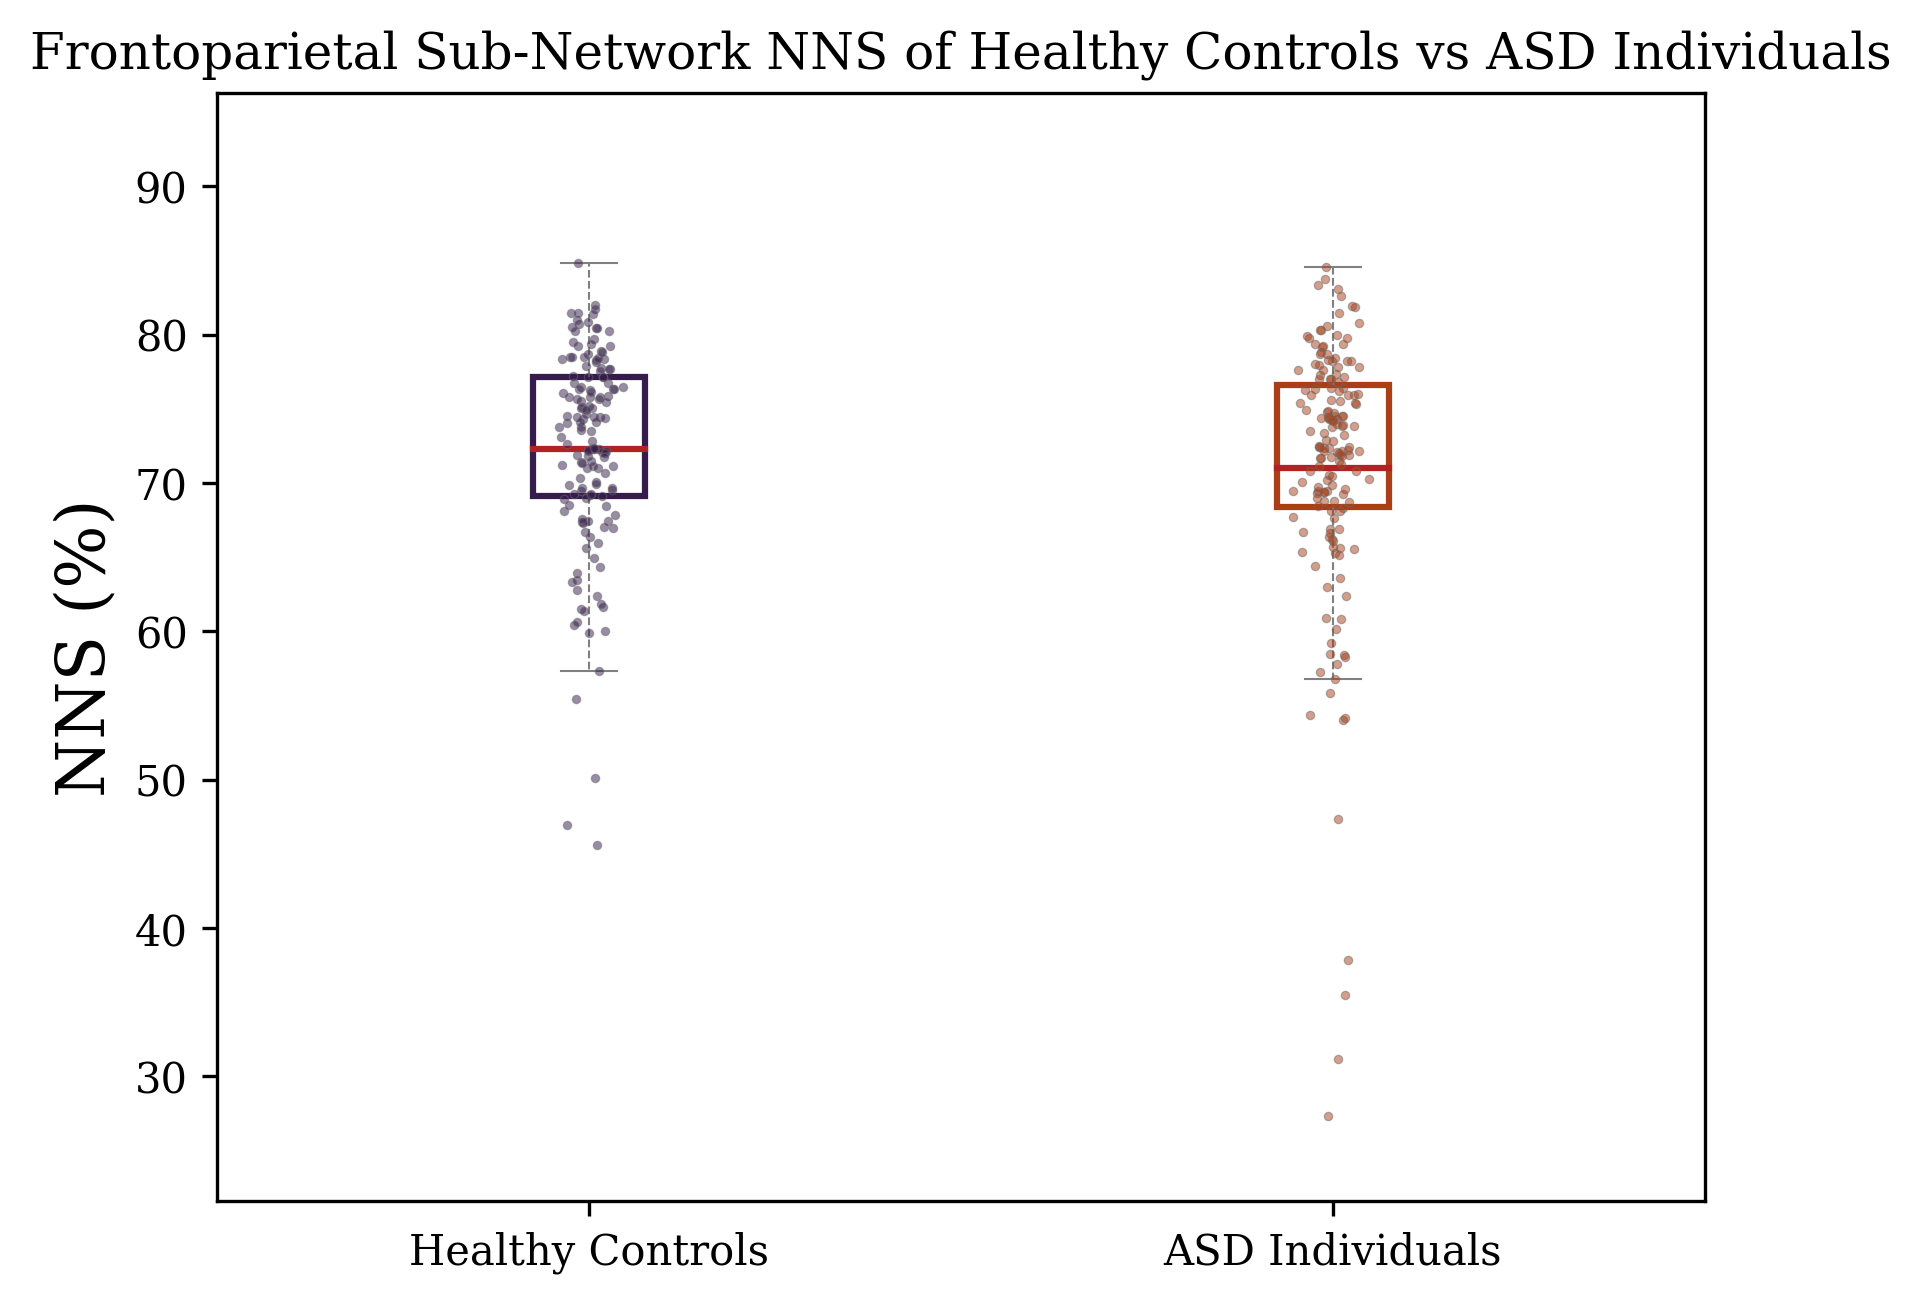 Frontoparietal Sub-Network NNS of Healthy Controls vs ASD Individuals
NNS (%)
90
80
70
60
50
40
30
Healthy Controls
ASD Individuals